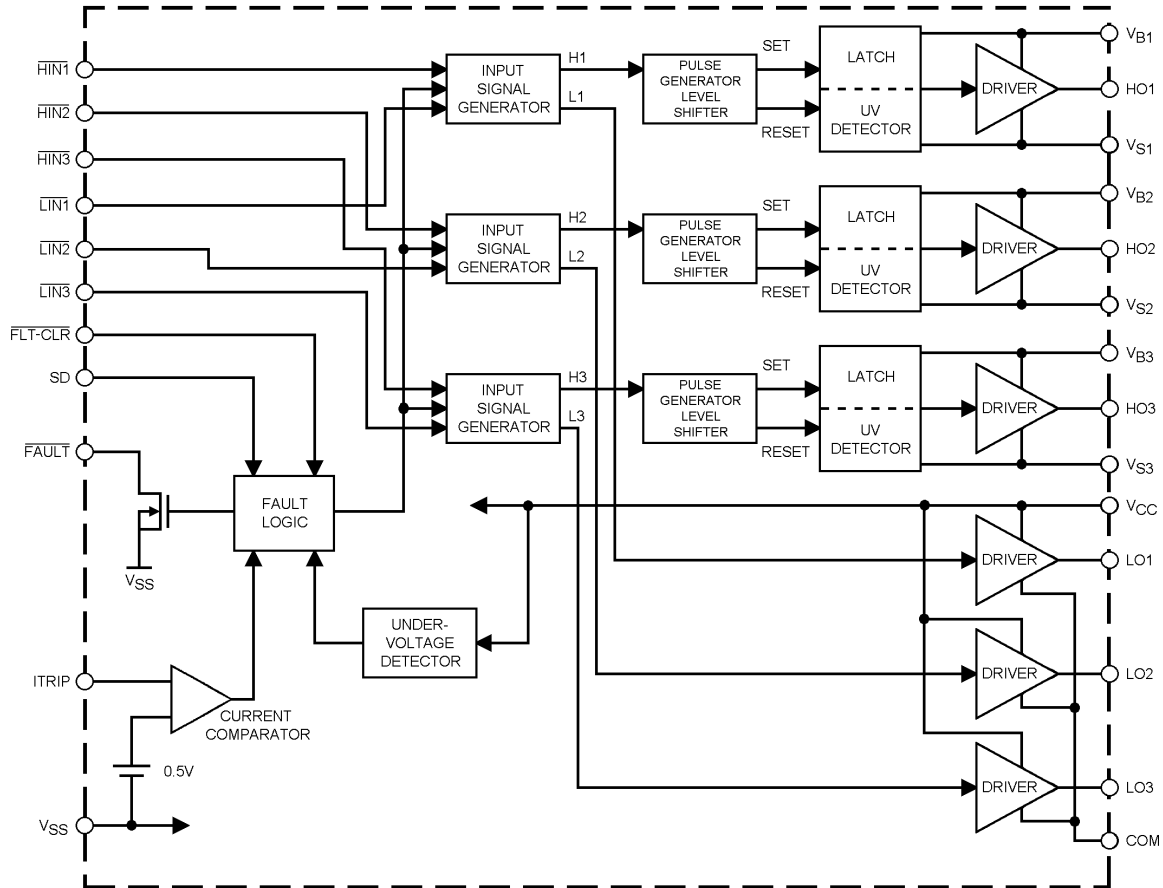 HIN1
HIN2
HIN3
LIN1
LIN2
LIN3
FLT-CLR
SD
FAULT
VSS
ITRIP
VSS
0.5V
CURRENT
COMPARATOR
FAULT
LOGIC
UNDER-
VOLTAGE
DETECTOR
INPUT
SIGNAL
GENERATOR
H1
L1
PULSE
GENERATOR
LEVEL
SHIFTER
SET
RESET
LATCH
UV
DETECTOR
DRIVER
VB1
HO1
VS1
INPUT
SIGNAL
GENERATOR
H2
L2
PULSE
GENERATOR
LEVEL
SHIFTER
SET
RESET
LATCH
UV
DETECTOR
DRIVER
VB2
HO2
VS2
INPUT
SIGNAL
GENERATOR
H3
L3
PULSE
GENERATOR
LEVEL
SHIFTER
SET
RESET
LATCH
UV
DETECTOR
DRIVER
VB3
HO3
VS3
VCC
DRIVER
LO1
DRIVER
LO2
DRIVER
LO3
COM